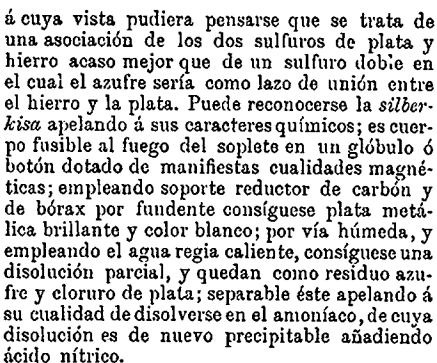 á cuya vista pudiera pensarse que se trata de
una asociación de los dos sulfuros de plata y
hierro acaso mejor que de un sulfuro doble en
el cual el azufre sería como lazo de unión entre
el hierro y la plata. Puede reconocerse la silber-
kisa apelando á sus caracteres químicos; es cuer-
po fusible al fuego del soplete en un glóbulo ó
botón dotado de manifiestas cualidades magné-
ticas; empleando soporte reductor de carbón y
de bórax por fundente consíguese plata metá-
lica brillante y color blanco; por vía húmeda, y
empleando el agua regia caliente, consíguese una
disolución parcial, y quedan como residuo azu-
fre y cloruro de plata; separable éste apelando á
su cualidad de disolverse en el amoníaco, de cuya
disolución es de nuevo precipitable añadiendo
ácido nítrico.